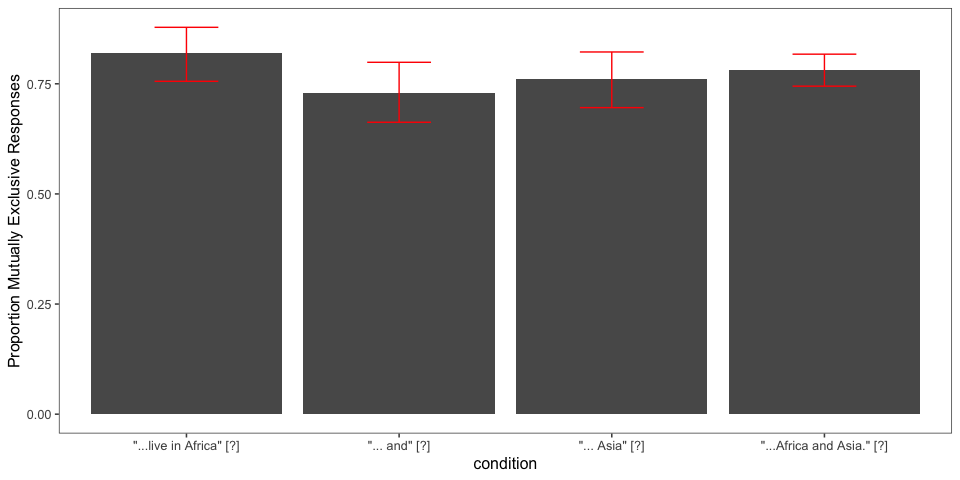 Proportion Mutually Exclusive Responses
0.75
0.50
0.25
0.00
"...live in Africa" [?]
"... and" [?]
"... Asia" [?]
"...Africa and Asia." [?]
condition